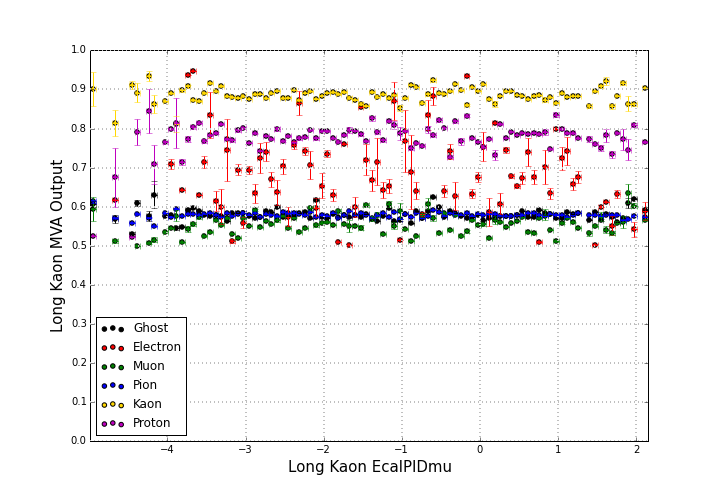 1.0
0.9
0.8
0.7
0.6
0.5
0.4
0.3
0.2
0.1
0.0
Long Kaon MVA Output
Ghost
Electron
Muon
Pion
Kaon
Proton
−4 −3 −2 −1 0 1 2
Long Kaon EcalPIDmu